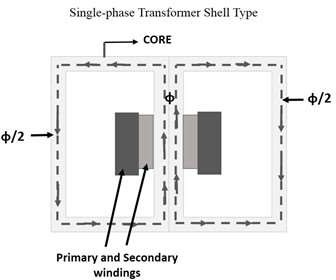 Single-phase Transformer Shell Type
CORE
ϕ
ϕ/2
ϕ/2
Primary and Secondary
windings